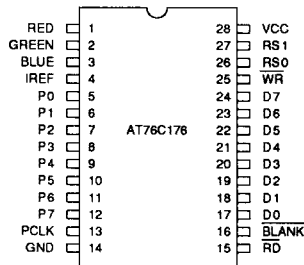 RED 1 28 VCC
GREEN 2 27 RS1
BLUE 3 26 RS0
IREF 4 25 WR
P0 5 24 D7
P1 6 23 D6
P2 7 AT76C176 22 D5
P3 8 21 D4
P4 9 20 D3
P5 10 19 D2
P6 11 18 D1
P7 12 17 D0
PCLK 13 16 BLANK
GND 14 15 RD